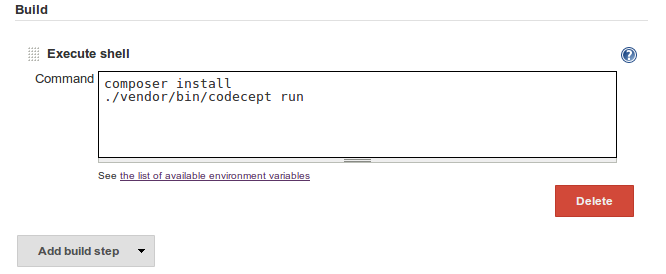 Build
Execute shell
?
Command
composer install
./vendor/bin/codecept run
See the list of available environment variables
Delete
Add build step